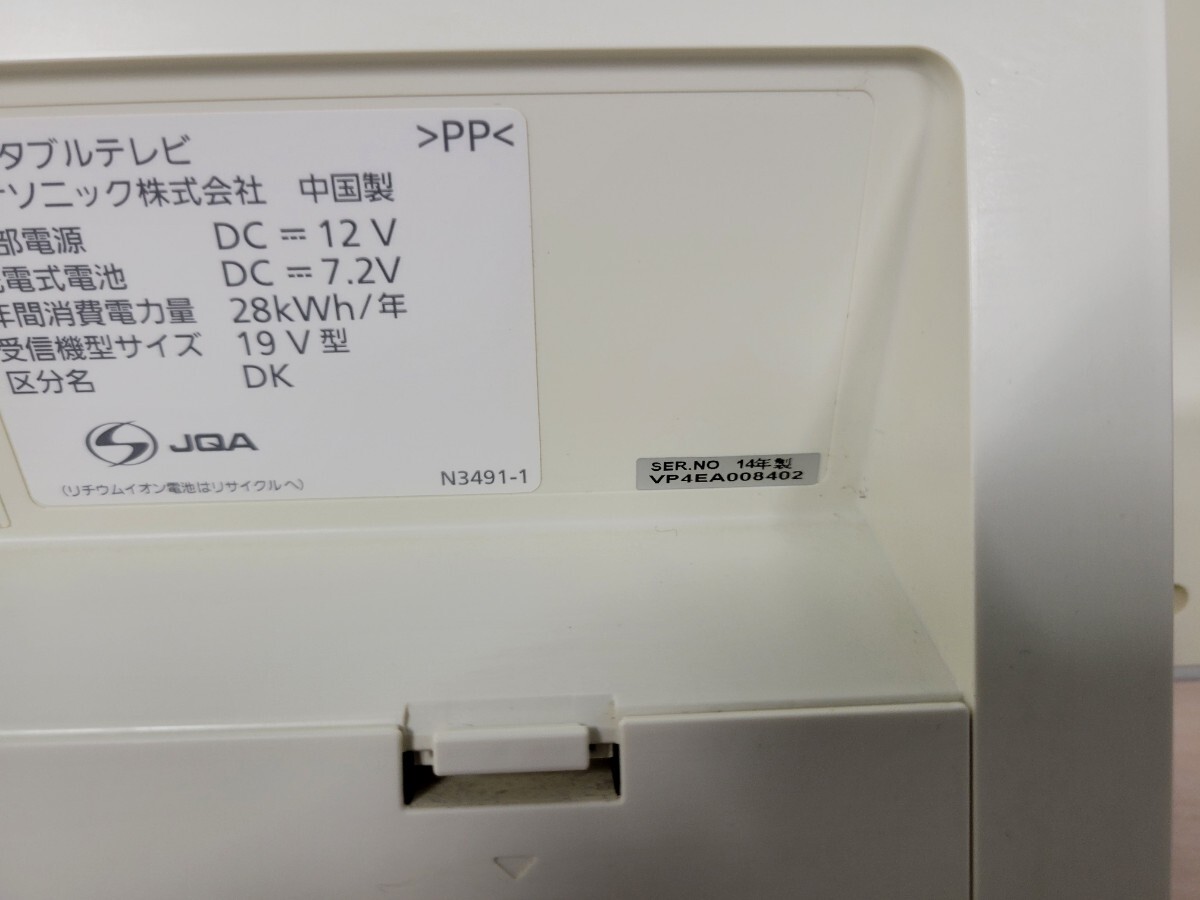 >PP<
タブルテレビ
ソニック株式会社 中国製
部電源 DC ⎓ 12 V
電式電池 DC ⎓ 7.2V
年間消費電力量 28kWh/年
受信機型サイズ 19 V 型
区分名 DK
JQA
(リチウムイオン電池はリサイクルへ)
N3491-1
SER.NO 14年製
VP4EA008402